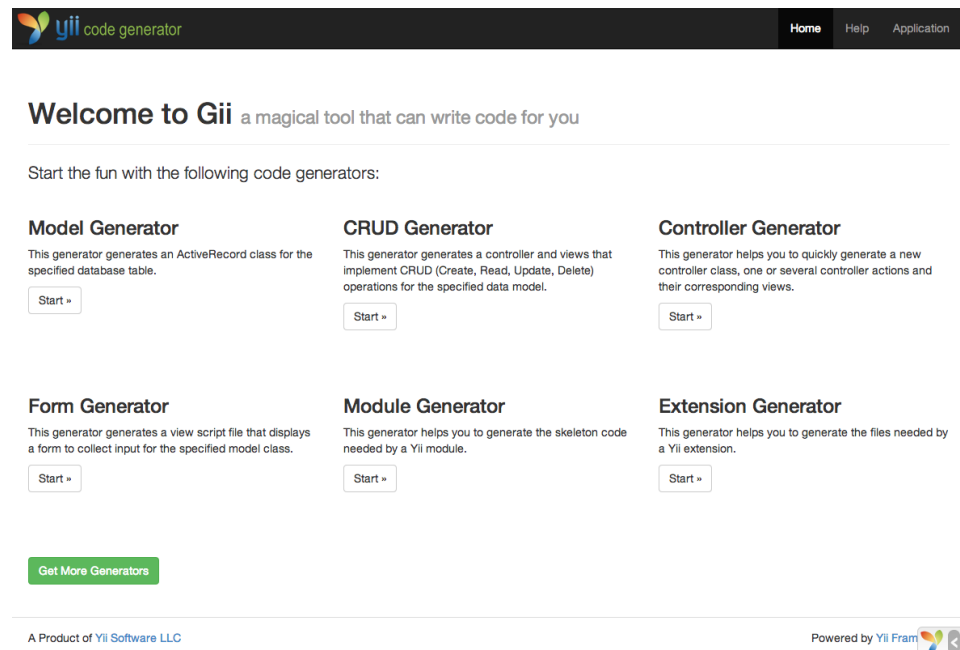 yii code generator
Home Help Application
Welcome to Gii a magical tool that can write code for you
Start the fun with the following code generators:
Model Generator
This generator generates an ActiveRecord class for the
specified database table.
Start »
CRUD Generator
This generator generates a controller and views that
implement CRUD (Create, Read, Update, Delete)
operations for the specified data model.
Start »
Controller Generator
This generator helps you to quickly generate a new
controller class, one or several controller actions and
their corresponding views.
Start »
Form Generator
This generator generates a view script file that displays
a form to collect input for the specified model class.
Start »
Module Generator
This generator helps you to generate the skeleton code
needed by a Yii module.
Start »
Extension Generator
This generator helps you to generate the files needed by
a Yii extension.
Start »
Get More Generators
A Product of Yii Software LLC
Powered by Yii Fram